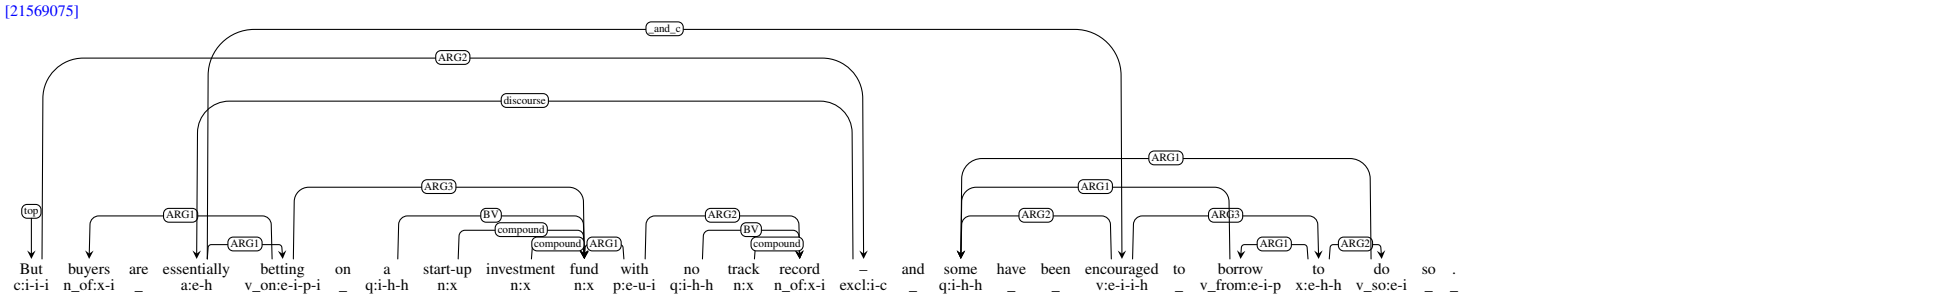 [21569075]
_and_c
ARG2
discourse
ARG1
ARG3 ARG1
top ARG1 BV ARG2 ARG2 ARG3
compound BV
ARG1 compound ARG1 compound ARG1 ARG2
But buyers are essentially betting on a start-up investment fund with no track record – and some have been encouraged to borrow to do so .
c:i-i-i n_of:x-i _ a:e-h v_on:e-i-p-i _ q:i-h-h n:x n:x n:x p:e-u-i q:i-h-h n:x n_of:x-i excl:i-c _ q:i-h-h _ _ v:e-i-i-h _ v_from:e-i-p x:e-h-h v_so:e-i _ _